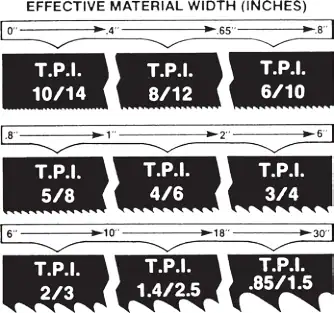 EFFECTIVE MATERIAL WIDTH (INCHES)
0" .4" .65" .8"
T.P.I. T.P.I. T.P.I.
10/14 8/12 6/10
.8" 1" 2" 6"
T.P.I. T.P.I. T.P.I.
5/8 4/6 3/4
6" 10" 18" 30"
T.P.I. T.P.I. T.P.I.
2/3 1.4/2.5 .85/1.5